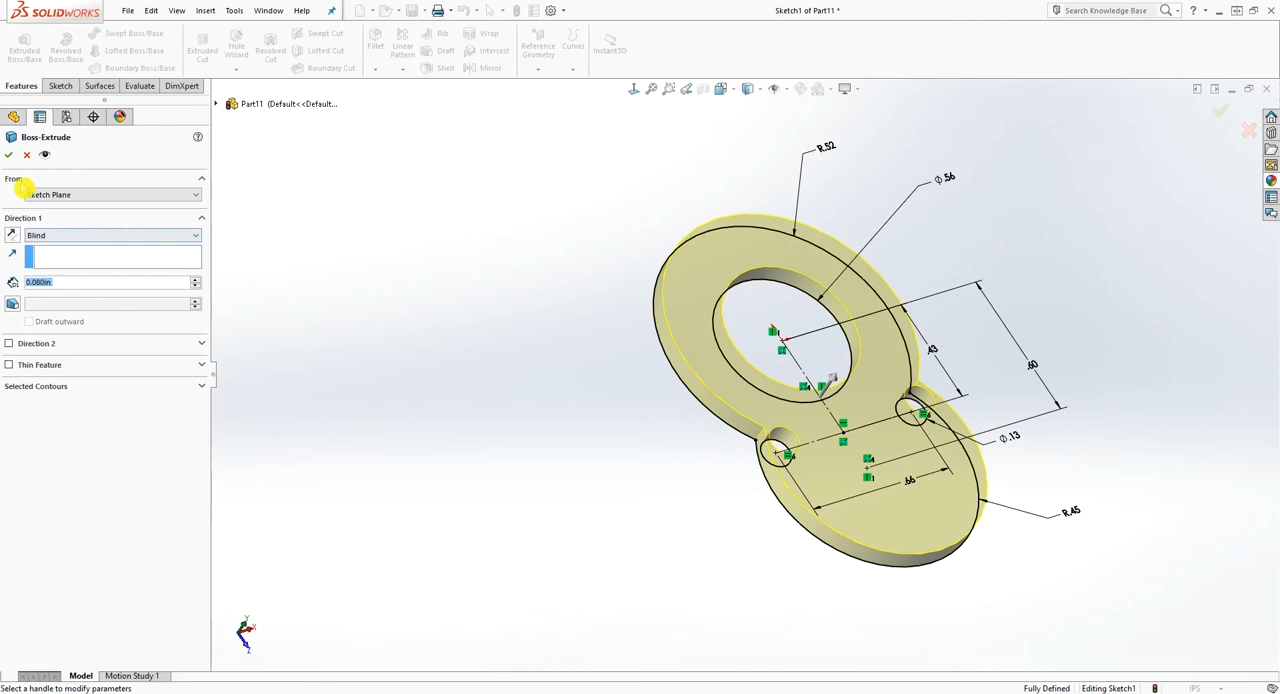 SOLIDWORKS File Edit View Insert Tools Window Help Sketch1 of Part11 * Search Knowledge Base
Extruded Boss/Base Revolved Boss/Base Swept Boss/Base Extruded Cut Hole Wizard Revolved Cut Swept Cut Fillet Linear Pattern Rib Wrap Reference Geometry Curves Instant3D
Lofted Boss/Base Lofted Cut Draft Intersect
Boundary Boss/Base Boundary Cut Shell Mirror
Features Sketch Surfaces Evaluate DimXpert
Part11 (Default<<Default...
Boss-Extrude
From
Sketch Plane
Direction 1
Blind
0.080in
Draft outward
Direction 2
Thin Feature
Selected Contours
R.52
Ø.56
.43
.60
Ø.13
.66
R.45
Y
X
Z
Model Motion Study 1
Select a handle to modify parameters Fully Defined Editing Sketch1 IPS